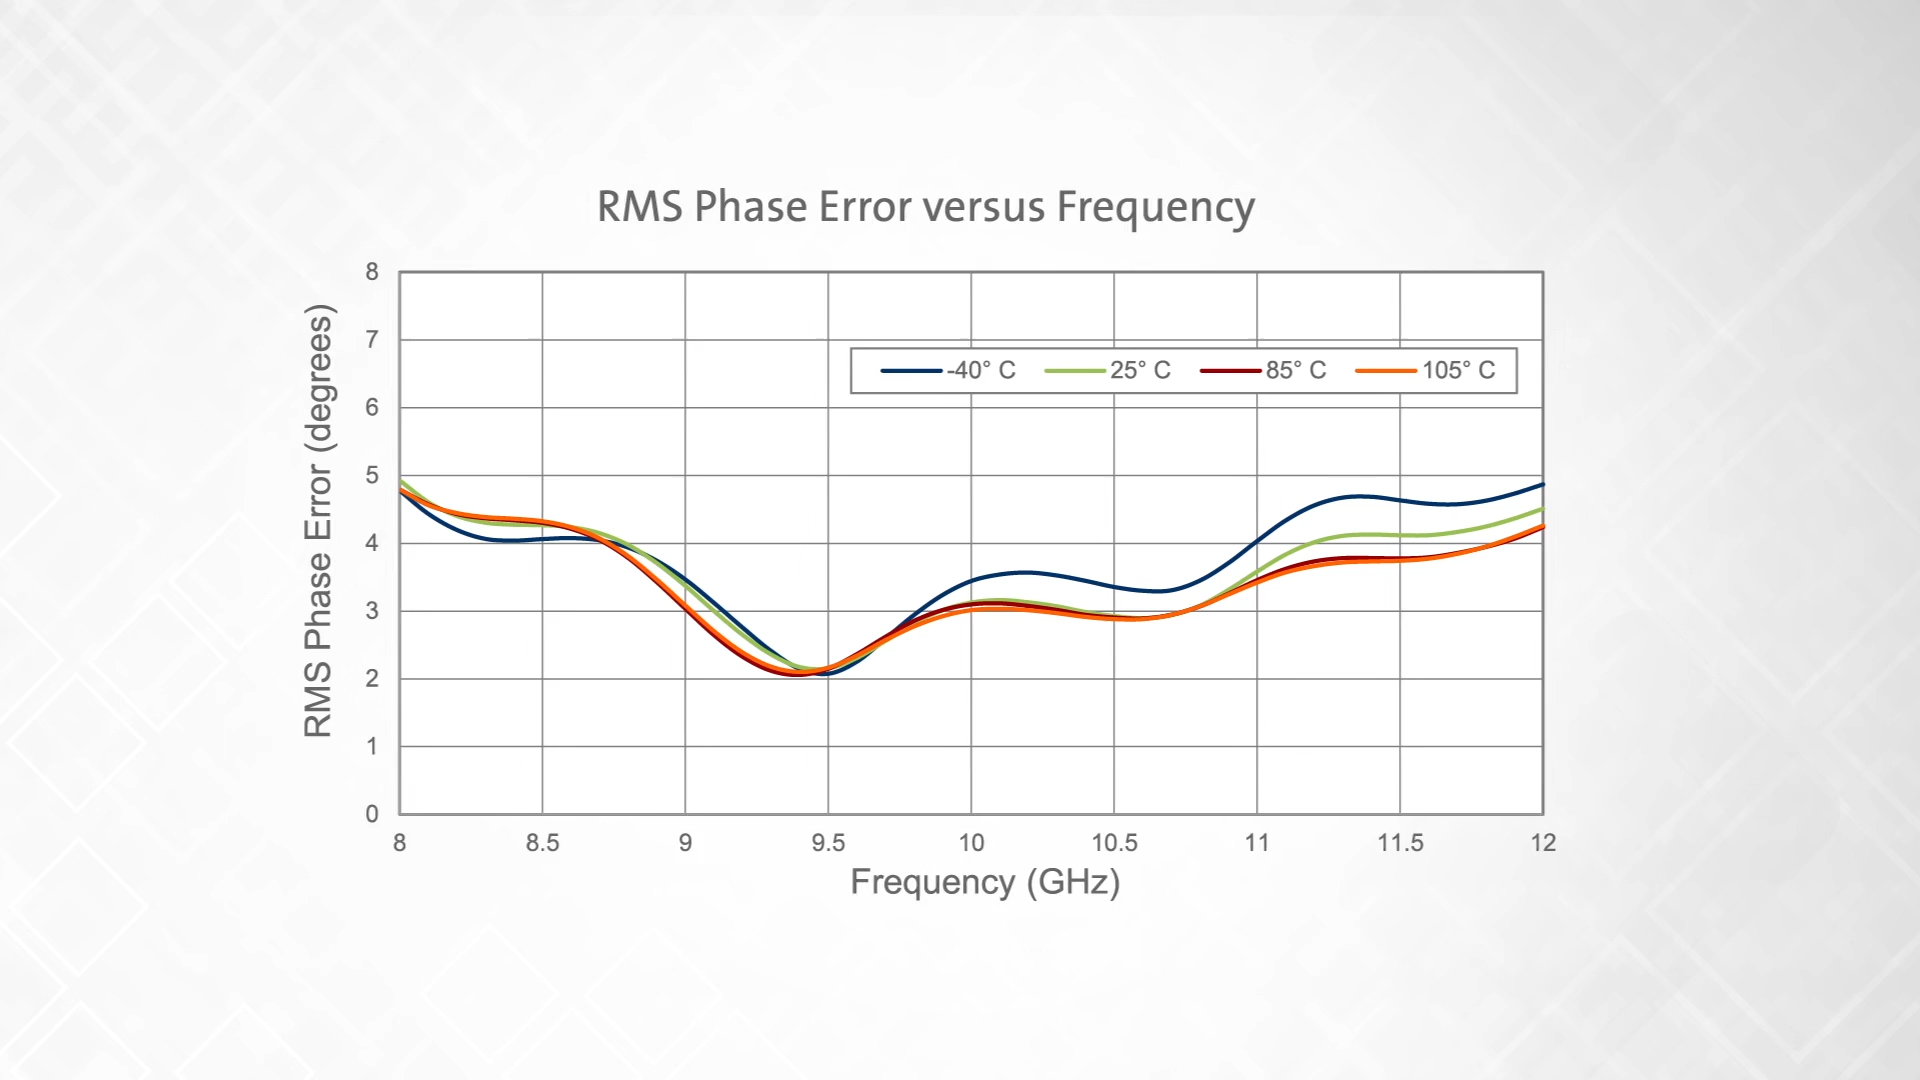 RMS Phase Error versus Frequency
RMS Phase Error (degrees)
8
7
6
5
4
3
2
1
0
-40° C 25° C 85° C 105° C
8 8.5 9 9.5 10 10.5 11 11.5 12
Frequency (GHz)